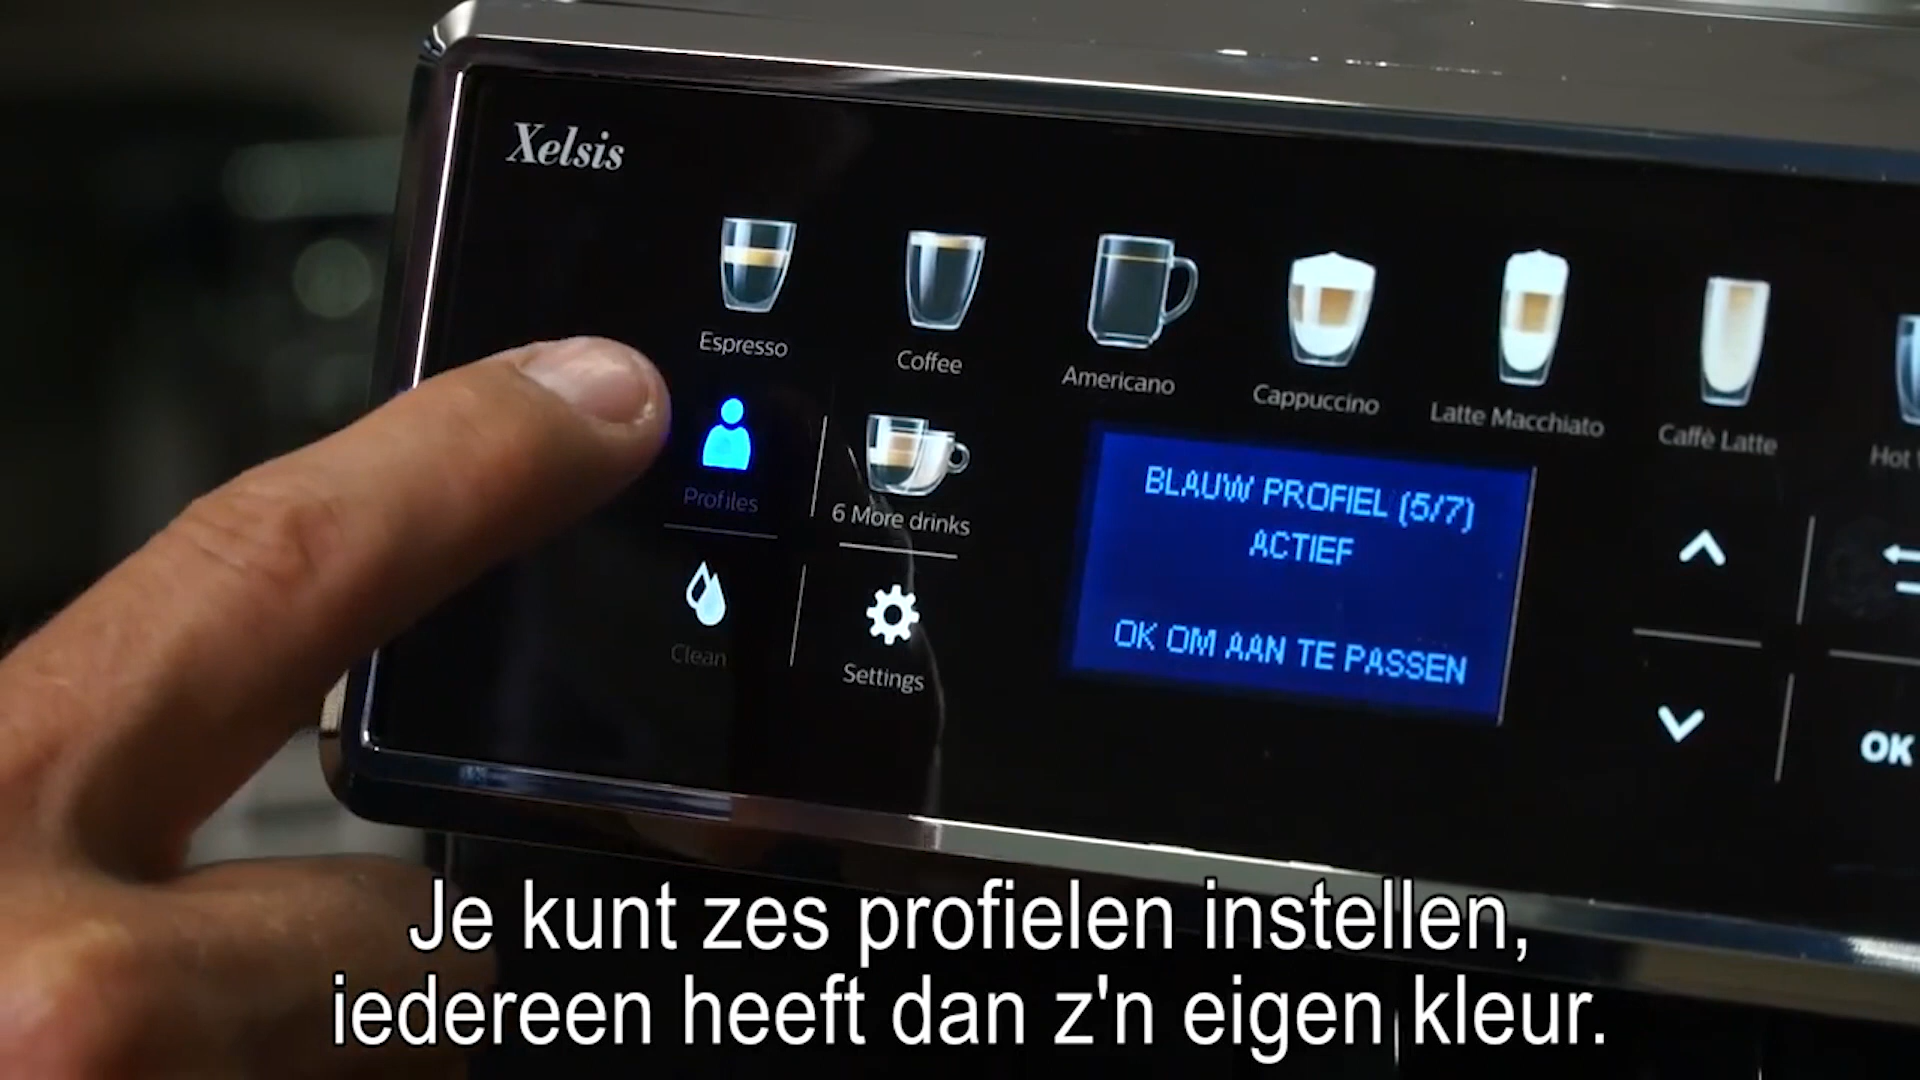 Xelsis
Espresso
Coffee
Americano
Cappuccino
Latte Macchiato
Caffè Latte
Hot
Profiles
6 More drinks
BLAUW PROFIEL (5/7)
ACTIEF
OK OM AAN TE PASSEN
Clean
Settings
OK
Je kunt zes profielen instellen,
iedereen heeft dan z'n eigen kleur.